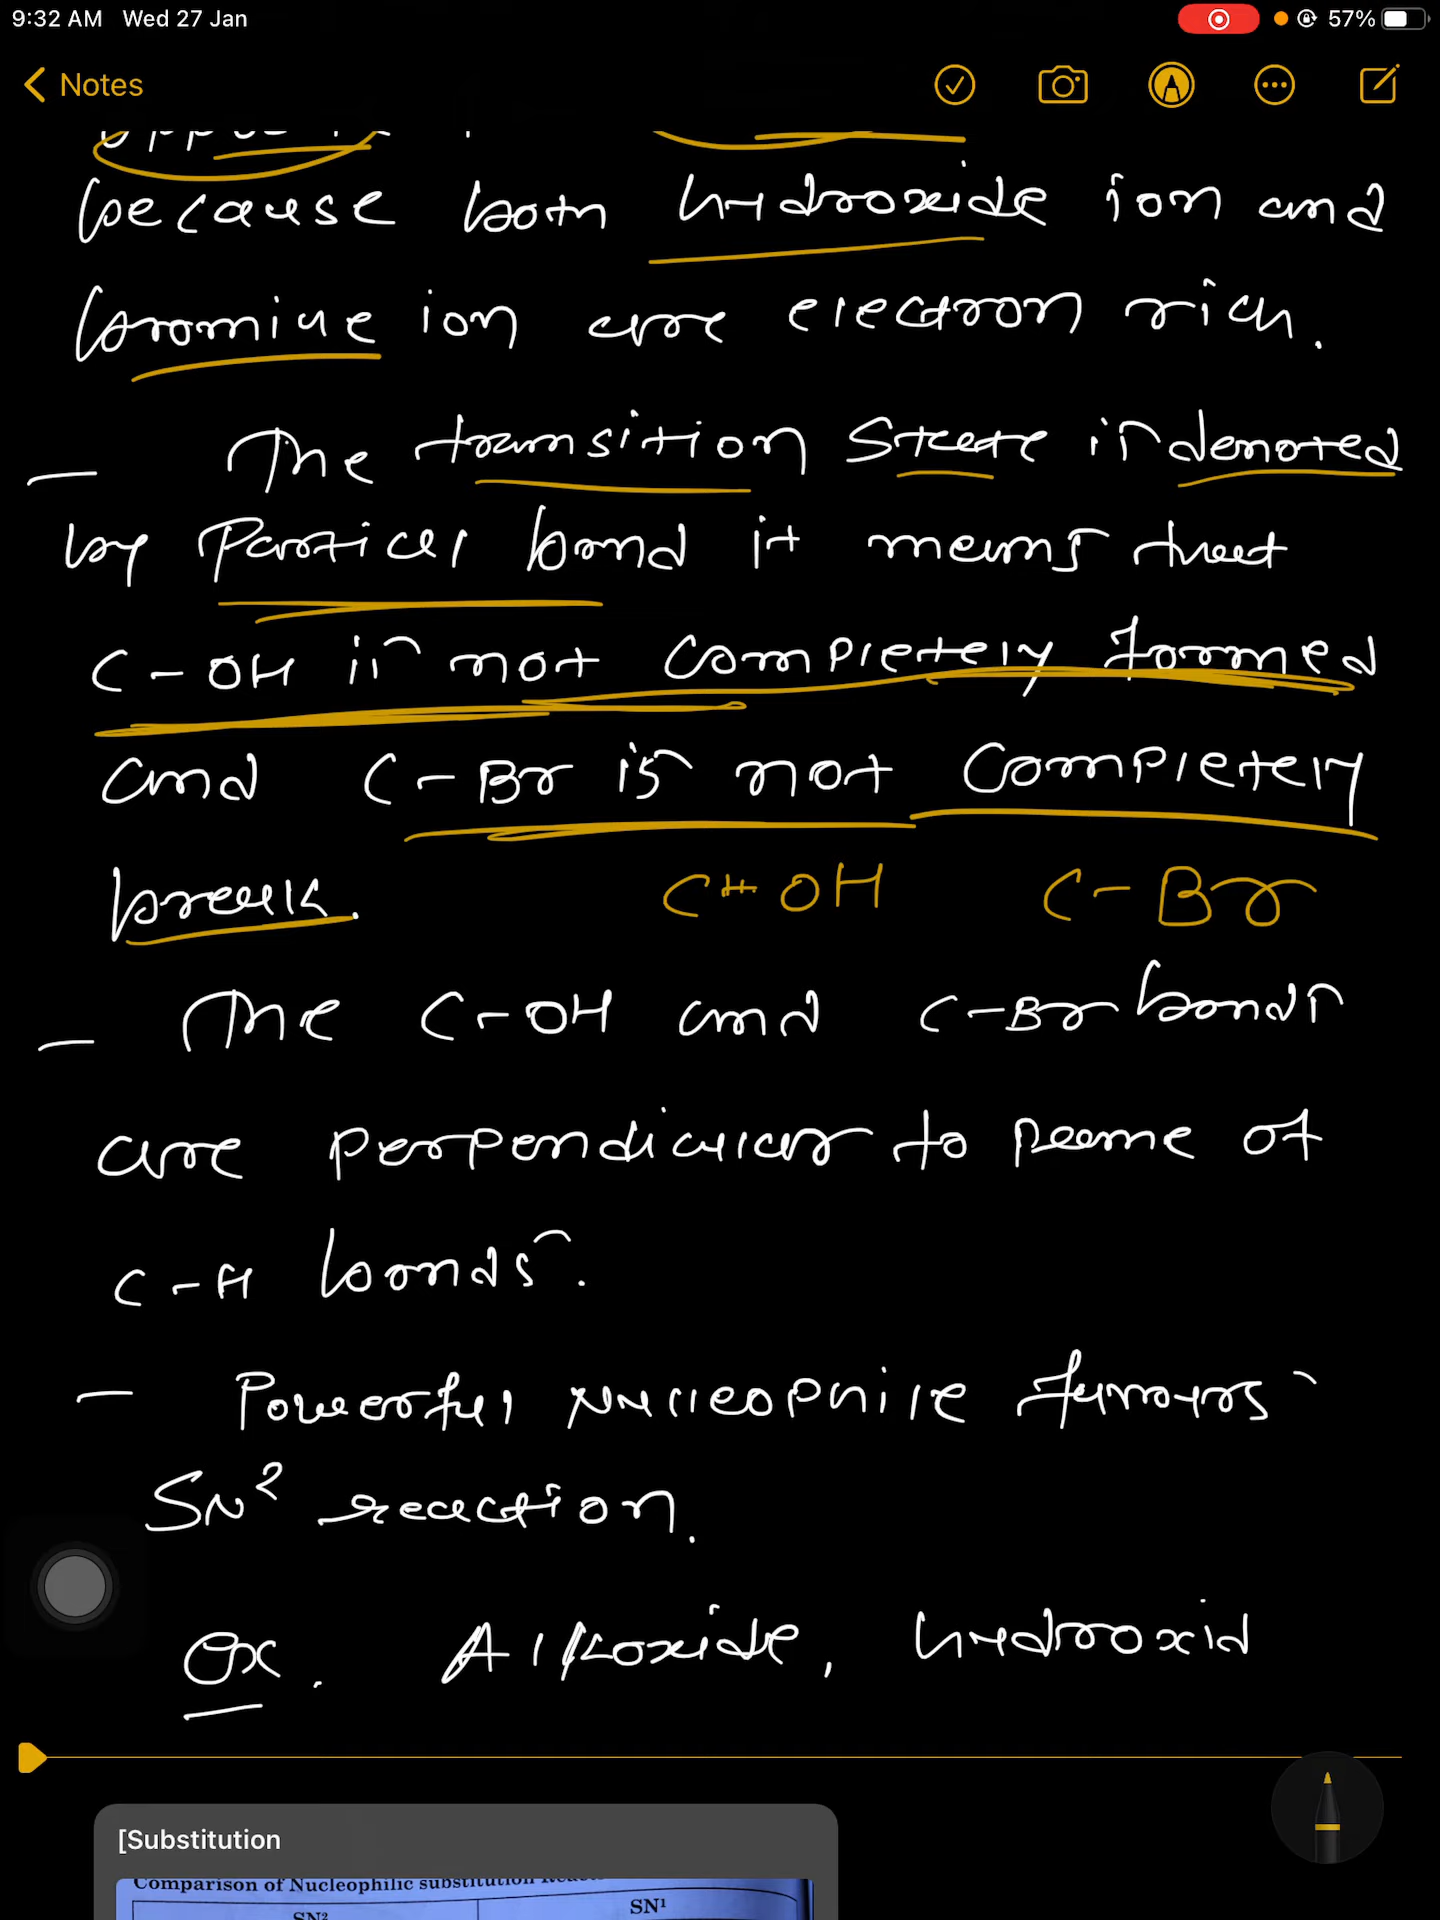 9:32 AM Wed 27 Jan
57%
Notes
because both hydroxide ion and
bromine ion are electron rich.
— The transition state is denoted
by Partical bond it means that
C-OH is not completely formed
and C-Br is not completely
break. C-OH C-Br
— The C-OH and C-Br bonds
are perpendicular to plane of
C-H bonds.
— Powerful Nucleophile favours
SN² reaction.
Ex. Alkoxide, hydroxid
[Substitution
Comparison of Nucleophilic substitution
SN² SN¹